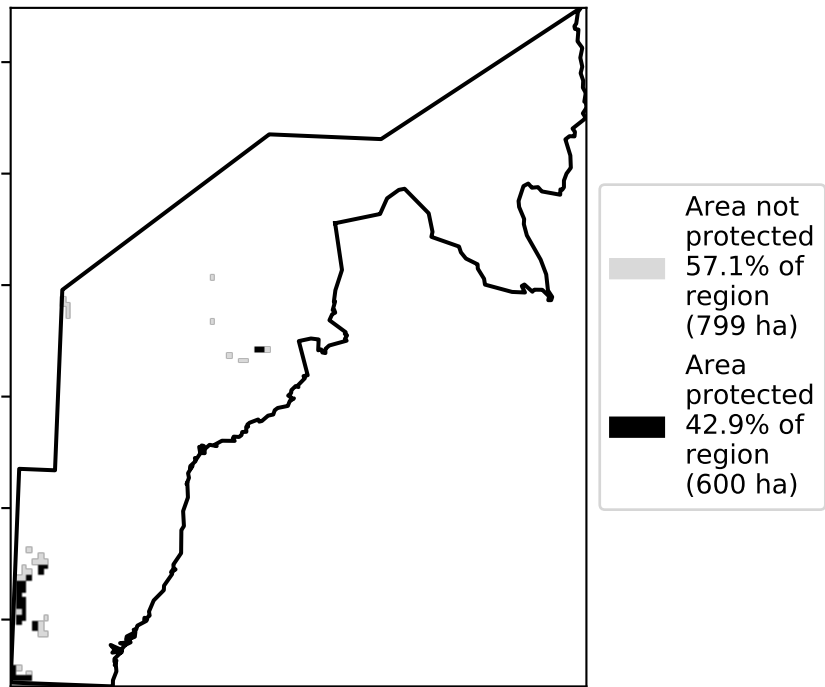 Area not
protected
57.1% of
region
(799 ha)
Area
protected
42.9% of
region
(600 ha)